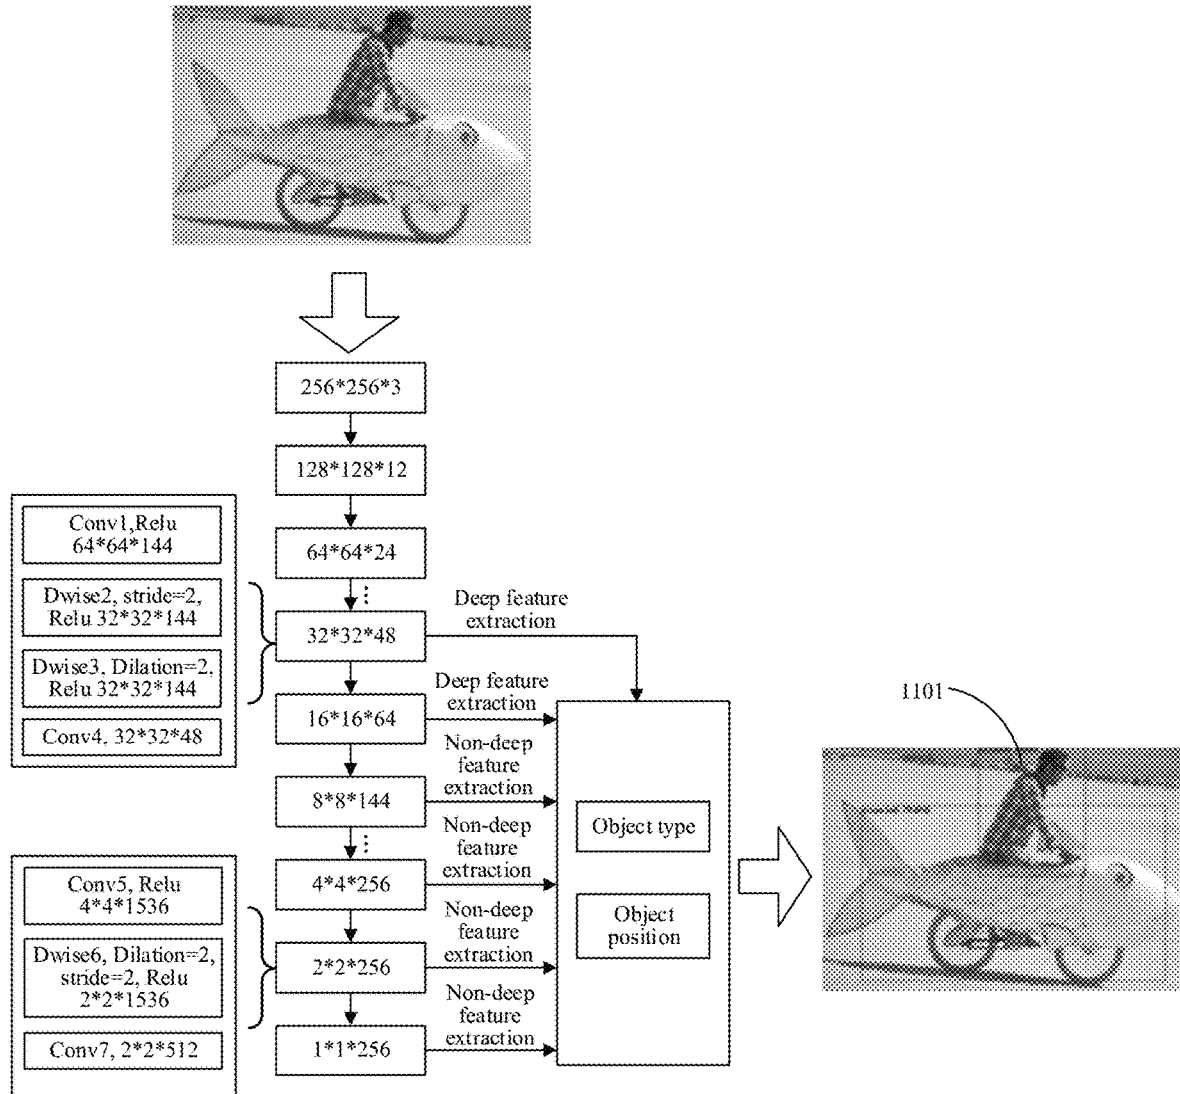 256*256*3
128*128*12
64*64*24
32*32*48
16*16*64
8*8*144
4*4*256
2*2*256
1*1*256
Conv1,Relu
64*64*144
Dwise2, stride=2,
Relu 32*32*144
Dwise3, Dilation=2,
Relu 32*32*144
Conv4, 32*32*48
Conv5, Relu
4*4*1536
Dwise6, Dilation=2,
stride=2, Relu
2*2*1536
Conv7, 2*2*512
Deep feature
extraction
Deep feature
extraction
Non-deep
feature
extraction
Non-deep
feature
extraction
Non-deep
feature
extraction
Non-deep
feature
extraction
Object type
Object
position
1101